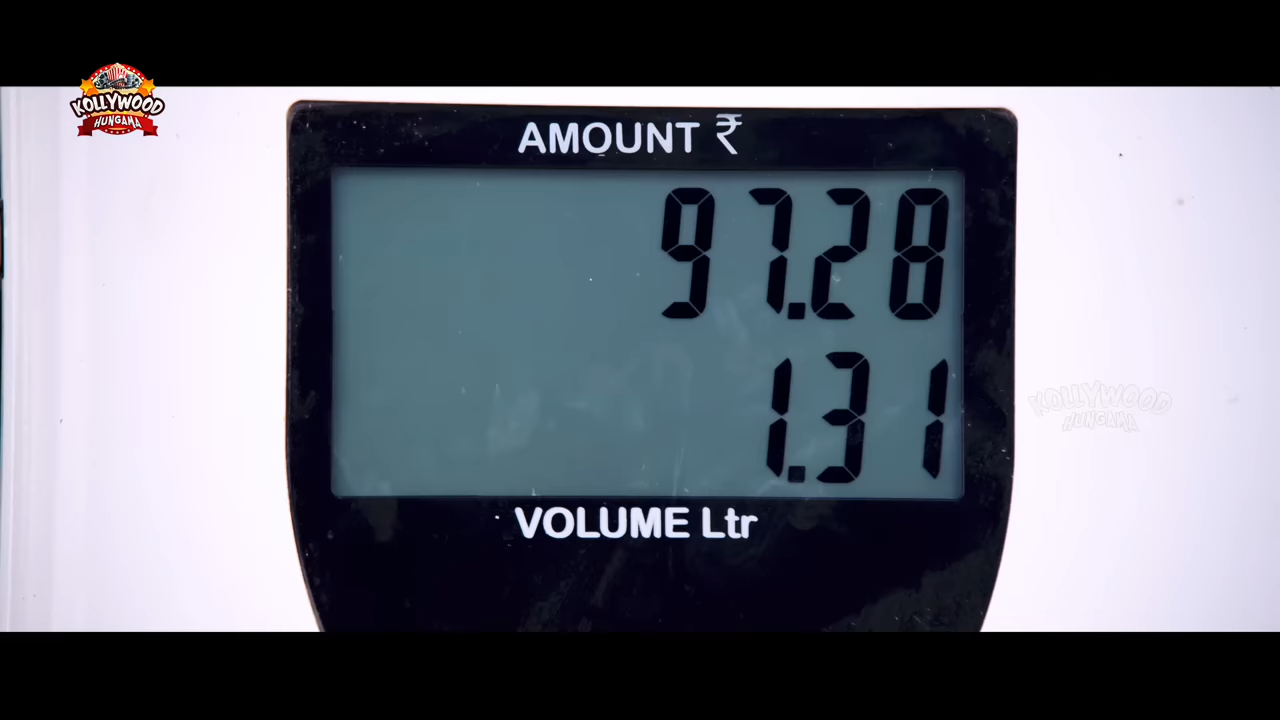 KOLLYWOOD
HUNGAMA
AMOUNT ₹
97.28
1.31
KOLLYWOOD
HUNGAMA
VOLUME Ltr